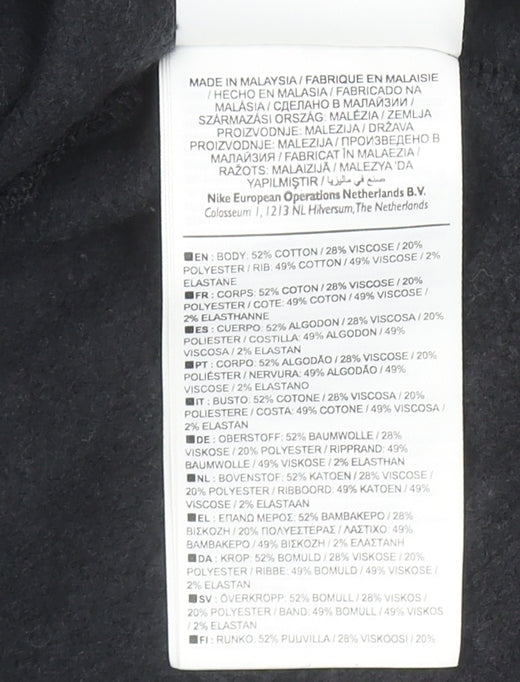 MADE IN MALAYSIA / FABRIQUE EN MALAISIE
/ HECHO EN MALASIA / FABRICADO NA
MALÁSIA / СДЕЛАНО В МАЛАЙЗИИ /
SZÁRMAZÁSI ORSZÁG: MALÉZIA / ZEMLJA
PROIZVODNJE: MALEZIJA / DRŽAVA
PROIZVODNJE: MALEZIJA / ПРОИЗВЕДЕНО В
МАЛАЙЗИЯ / FABRICAT ÎN MALAEZIA /
RAŽOTS: MALAIZIJĀ / MALEZYA 'DA
YAPILMIŞTIR / صنع في ماليزيا
Nike European Operations Netherlands B.V.
Colosseum 1, 1213 NL Hilversum, The Netherlands
EN : BODY: 52% COTTON / 28% VISCOSE / 20%
POLYESTER / RIB: 49% COTTON / 49% VISCOSE / 2%
ELASTANE
FR : CORPS: 52% COTON / 28% VISCOSE / 20%
POLYESTER / COTE: 49% COTON / 49% VISCOSE /
2% ELASTHANNE
ES : CUERPO: 52% ALGODON / 28% VISCOSA / 20%
POLIESTER / COSTILLA: 49% ALGODON / 49%
VISCOSA / 2% ELASTAN
PT : CORPO: 52% ALGODÃO / 28% VISCOSE / 20%
POLIÉSTER / NERVURA: 49% ALGODÃO / 49%
VISCOSE / 2% ELASTANO
IT : BUSTO: 52% COTONE / 28% VISCOSA / 20%
POLIESTERE / COSTA: 49% COTONE / 49% VISCOSA /
2% ELASTAN
DE : OBERSTOFF: 52% BAUMWOLLE / 28%
VISKOSE / 20% POLYESTER / RIPPRAND: 49%
BAUMWOLLE / 49% VISKOSE / 2% ELASTHAN
NL : BOVENSTOF: 52% KATOEN / 28% VISCOSE /
20% POLYESTER / RIBBOORD: 49% KATOEN / 49%
VISCOSE / 2% ELASTAAN
EL : ΕΠΑΝΩ ΜΕΡΟΣ: 52% ΒΑΜΒΑΚΕΡΟ / 28%
ΒΙΣΚΟΖΗ / 20% ΠΟΛΥΕΣΤΕΡΑΣ / ΛΑΣΤΙΧΟ: 49%
ΒΑΜΒΑΚΕΡΟ / 49% ΒΙΣΚΟΖΗ / 2% ΕΛΑΣΤΑΝΗ
DA : KROP: 52% BOMULD / 28% VISKOSE / 20%
POLYESTER / RIBBE: 49% BOMULD / 49% VISKOSE /
2% ELASTAN
SV : ÖVERKROPP: 52% BOMULL / 28% VISKOS /
20% POLYESTER / BAND: 49% BOMULL / 49% VISKOS
/ 2% ELASTAN
FI : RUNKO: 52% PUUVILLA / 28% VISKOOSI / 20%